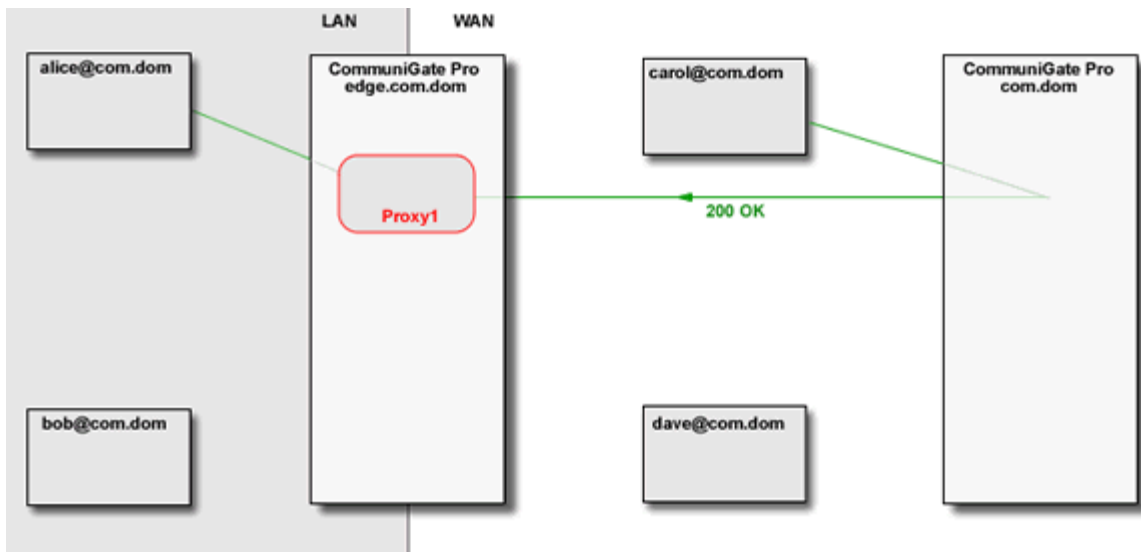 LAN
WAN
alice@com.dom
CommuniGate Pro
edge.com.dom
carol@com.dom
CommuniGate Pro
com.dom
Proxy1
200 OK
bob@com.dom
dave@com.dom